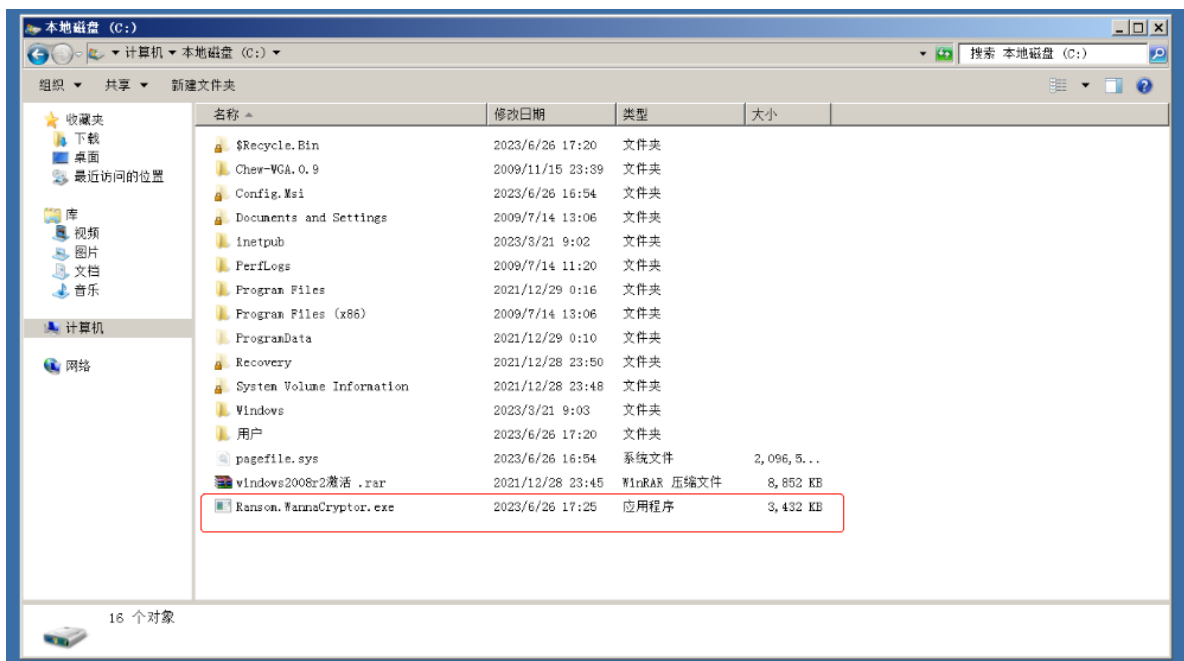 本地磁盘 (C:)
计算机 本地磁盘 (C:) 搜索 本地磁盘 (C:)
组织 共享 新建文件夹
名称 修改日期 类型 大小
收藏夹
下载
桌面
最近访问的位置
库
视频
图片
文档
音乐
计算机
网络
$Recycle.Bin 2023/6/26 17:20 文件夹
Chew-WGA.0.9 2009/11/15 23:39 文件夹
Config.Msi 2023/6/26 16:54 文件夹
Documents and Settings 2009/7/14 13:06 文件夹
inetpub 2023/3/21 9:02 文件夹
PerfLogs 2009/7/14 11:20 文件夹
Program Files 2021/12/29 0:16 文件夹
Program Files (x86) 2009/7/14 13:06 文件夹
ProgramData 2021/12/29 0:10 文件夹
Recovery 2021/12/28 23:50 文件夹
System Volume Information 2021/12/28 23:48 文件夹
Windows 2023/3/21 9:03 文件夹
用户 2023/6/26 17:20 文件夹
pagefile.sys 2023/6/26 16:54 系统文件 2,096,5...
windows2008r2激活 .rar 2021/12/28 23:45 WinRAR 压缩文件 8,852 KB
Ransom.WannaCryptor.exe 2023/6/26 17:25 应用程序 3,432 KB
16 个对象